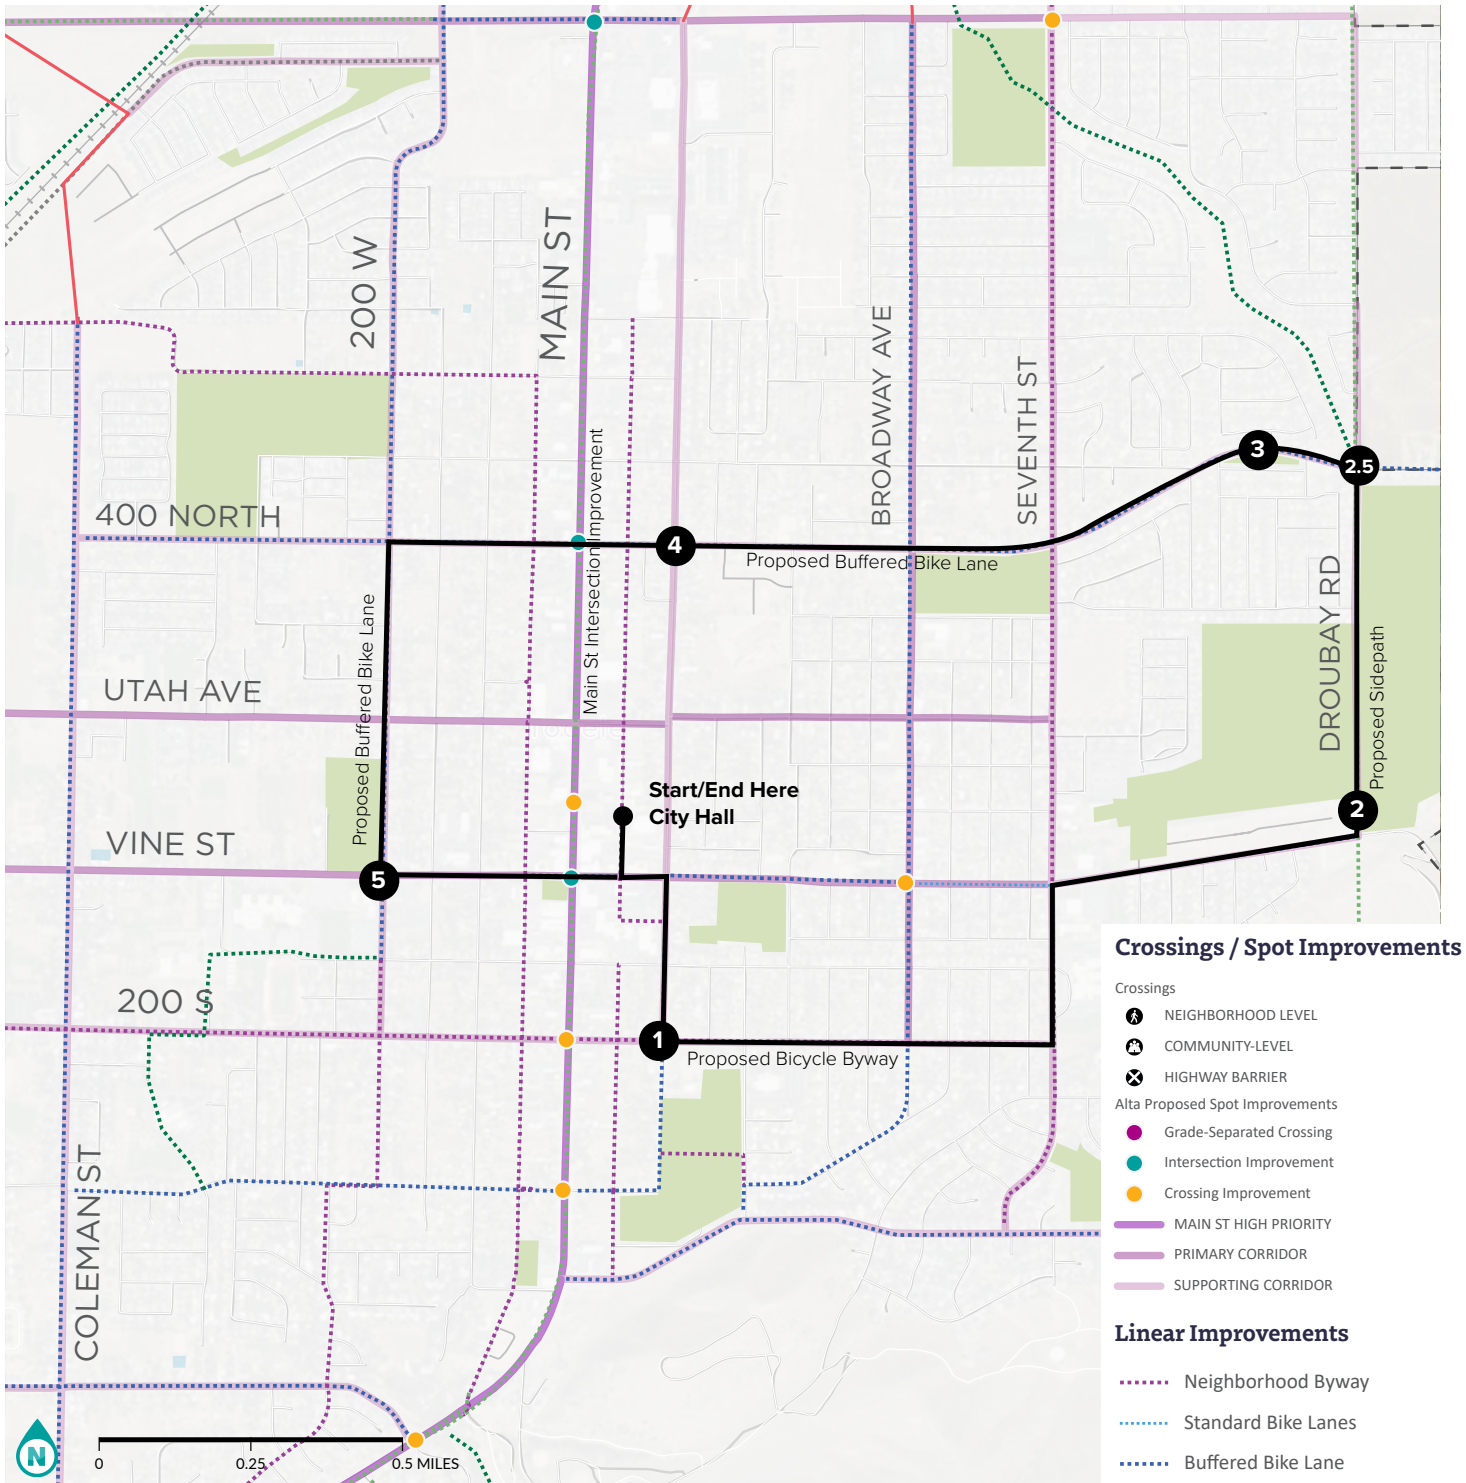 200 W
MAIN ST
BROADWAY AVE
SEVENTH ST
Main St Intersection Improvement
3
2.5
400 NORTH
4
Proposed Buffered Bike Lane
Proposed Buffered Bike Lane
DROUBAY RD
Proposed Sidepath
UTAH AVE
Start/End Here
City Hall
2
VINE ST
5
200 S
1
Proposed Bicycle Byway
COLEMAN ST
N
0
0.25
0.5 MILES
Crossings / Spot Improvements
Crossings
NEIGHBORHOOD LEVEL
COMMUNITY-LEVEL
HIGHWAY BARRIER
Alta Proposed Spot Improvements
Grade-Separated Crossing
Intersection Improvement
Crossing Improvement
MAIN ST HIGH PRIORITY
PRIMARY CORRIDOR
SUPPORTING CORRIDOR
Linear Improvements
Neighborhood Byway
Standard Bike Lanes
Buffered Bike Lane